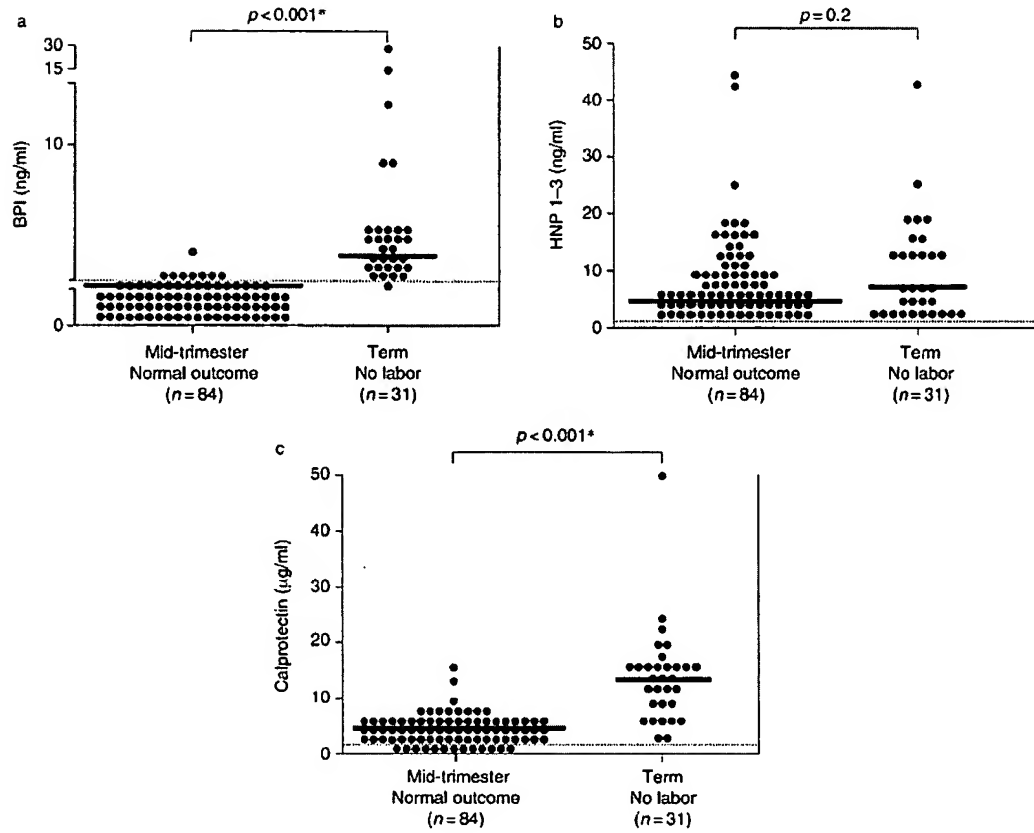 a
p<0.001*
30
15
10
0
BPI (ng/ml)
Mid-trimester
Normal outcome
(n=84)
Term
No labor
(n=31)
b
p=0.2
50
40
30
20
10
0
HNP 1–3 (ng/ml)
Mid-trimester
Normal outcome
(n=84)
Term
No labor
(n=31)
c
p<0.001*
50
40
30
20
10
0
Calprotectin (μg/ml)
Mid-trimester
Normal outcome
(n=84)
Term
No labor
(n=31)